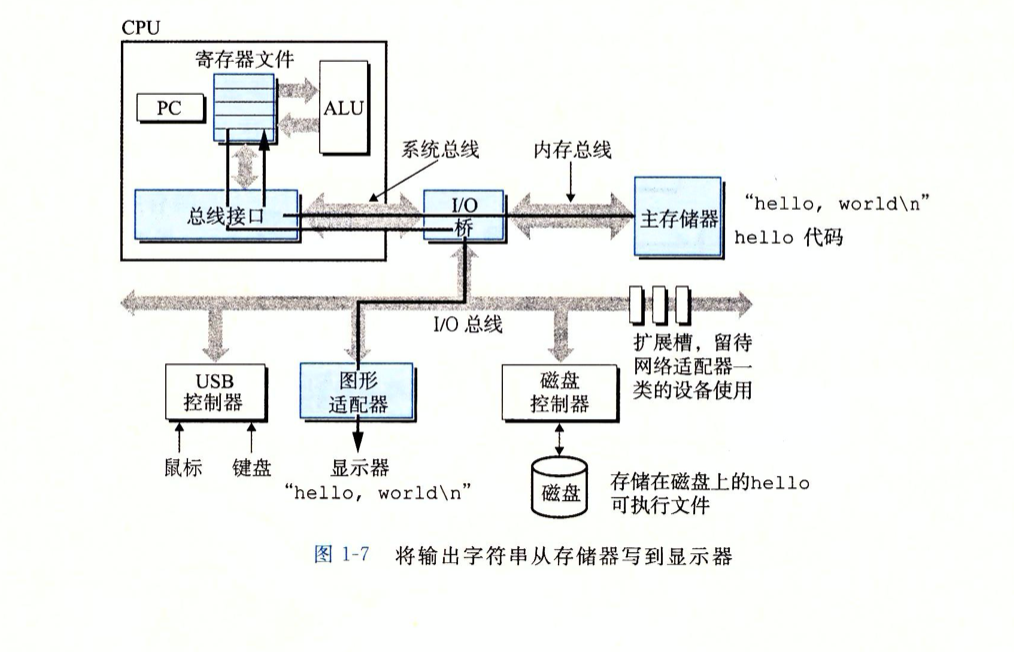 CPU
寄存器文件
PC
ALU
系统总线
内存总线
总线接口
I/O
桥
主存储器
“hello, world\n”
hello 代码
I/O 总线
扩展槽，留待
网络适配器一
类的设备使用
USB
控制器
图形
适配器
磁盘
控制器
鼠标
键盘
显示器
“hello, world\n”
磁盘
存储在磁盘上的hello
可执行文件
图 1-7 将输出字符串从存储器写到显示器